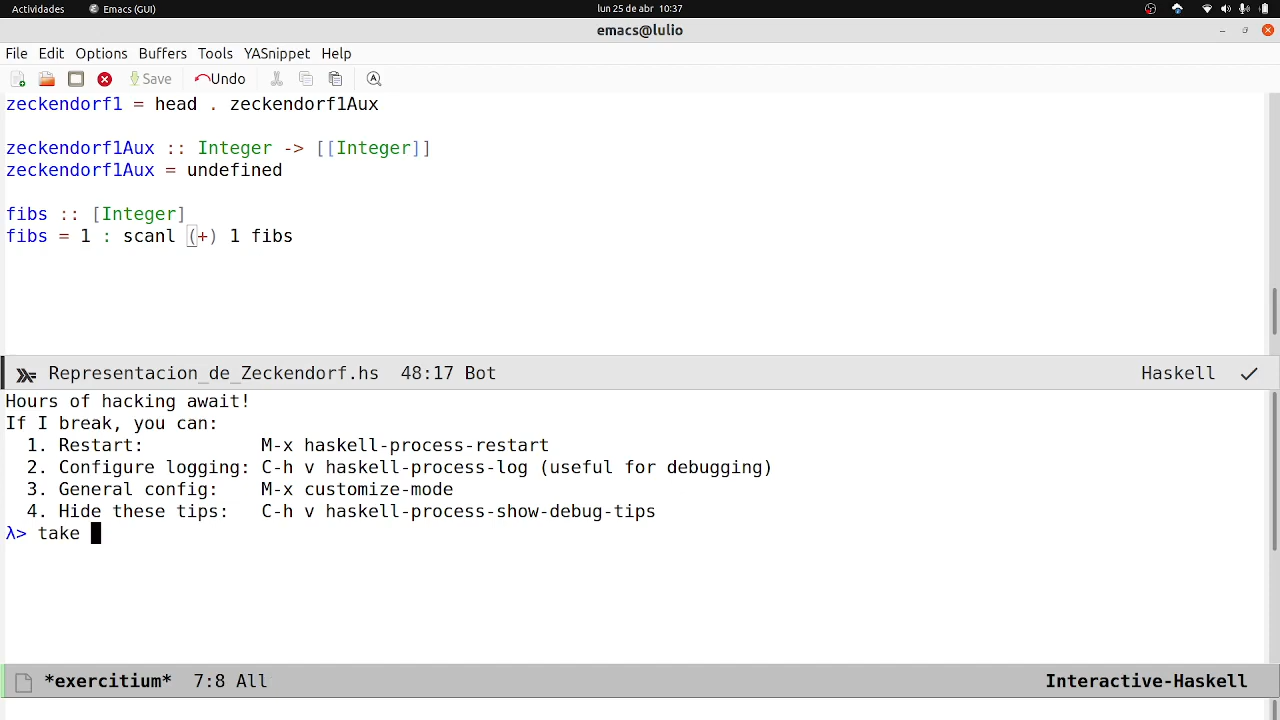 Actividades Emacs (GUI) lun 25 de abr 10:37
emacs@lulio
File Edit Options Buffers Tools YASnippet Help
Save Undo
zeckendorf1 = head . zeckendorf1Aux
zeckendorf1Aux :: Integer -> [[Integer]]
zeckendorf1Aux = undefined
fibs :: [Integer]
fibs = 1 : scanl (+) 1 fibs
Representacion_de_Zeckendorf.hs 48:17 Bot Haskell
Hours of hacking await!
If I break, you can:
1. Restart: M-x haskell-process-restart
2. Configure logging: C-h v haskell-process-log (useful for debugging)
3. General config: M-x customize-mode
4. Hide these tips: C-h v haskell-process-show-debug-tips
λ> take
*exercitium* 7:8 All Interactive-Haskell